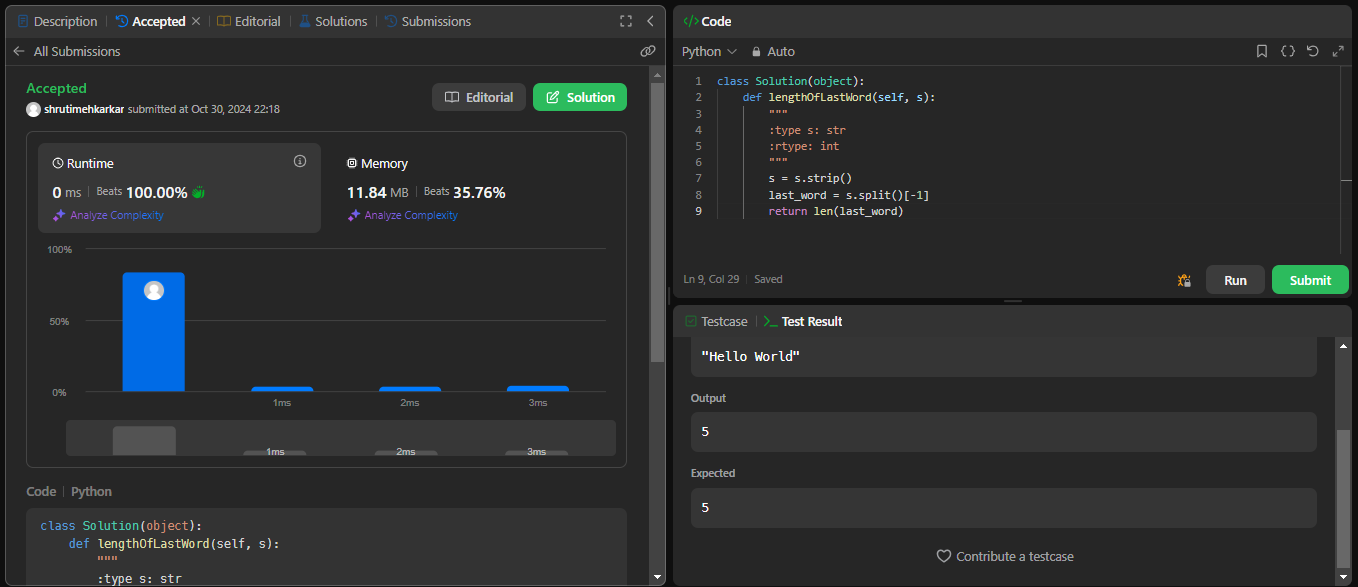 Description
Accepted
Editorial
Solutions
Submissions
All Submissions
Accepted
shrutimehkarkar submitted at Oct 30, 2024 22:18
Editorial
Solution
Runtime
0 ms Beats 100.00%
Analyze Complexity
Memory
11.84 MB Beats 35.76%
Analyze Complexity
100%
50%
0%
1ms 2ms 3ms
1ms 2ms 3ms
Code Python
class Solution(object):
def lengthOfLastWord(self, s):
"""
:type s: str
</> Code
Python Auto
1 class Solution(object):
2 def lengthOfLastWord(self, s):
3 """
4 :type s: str
5 :rtype: int
6 """
7 s = s.strip()
8 last_word = s.split()[-1]
9 return len(last_word)
Ln 9, Col 29 Saved
Run
Submit
Testcase
Test Result
"Hello World"
Output
5
Expected
5
Contribute a testcase